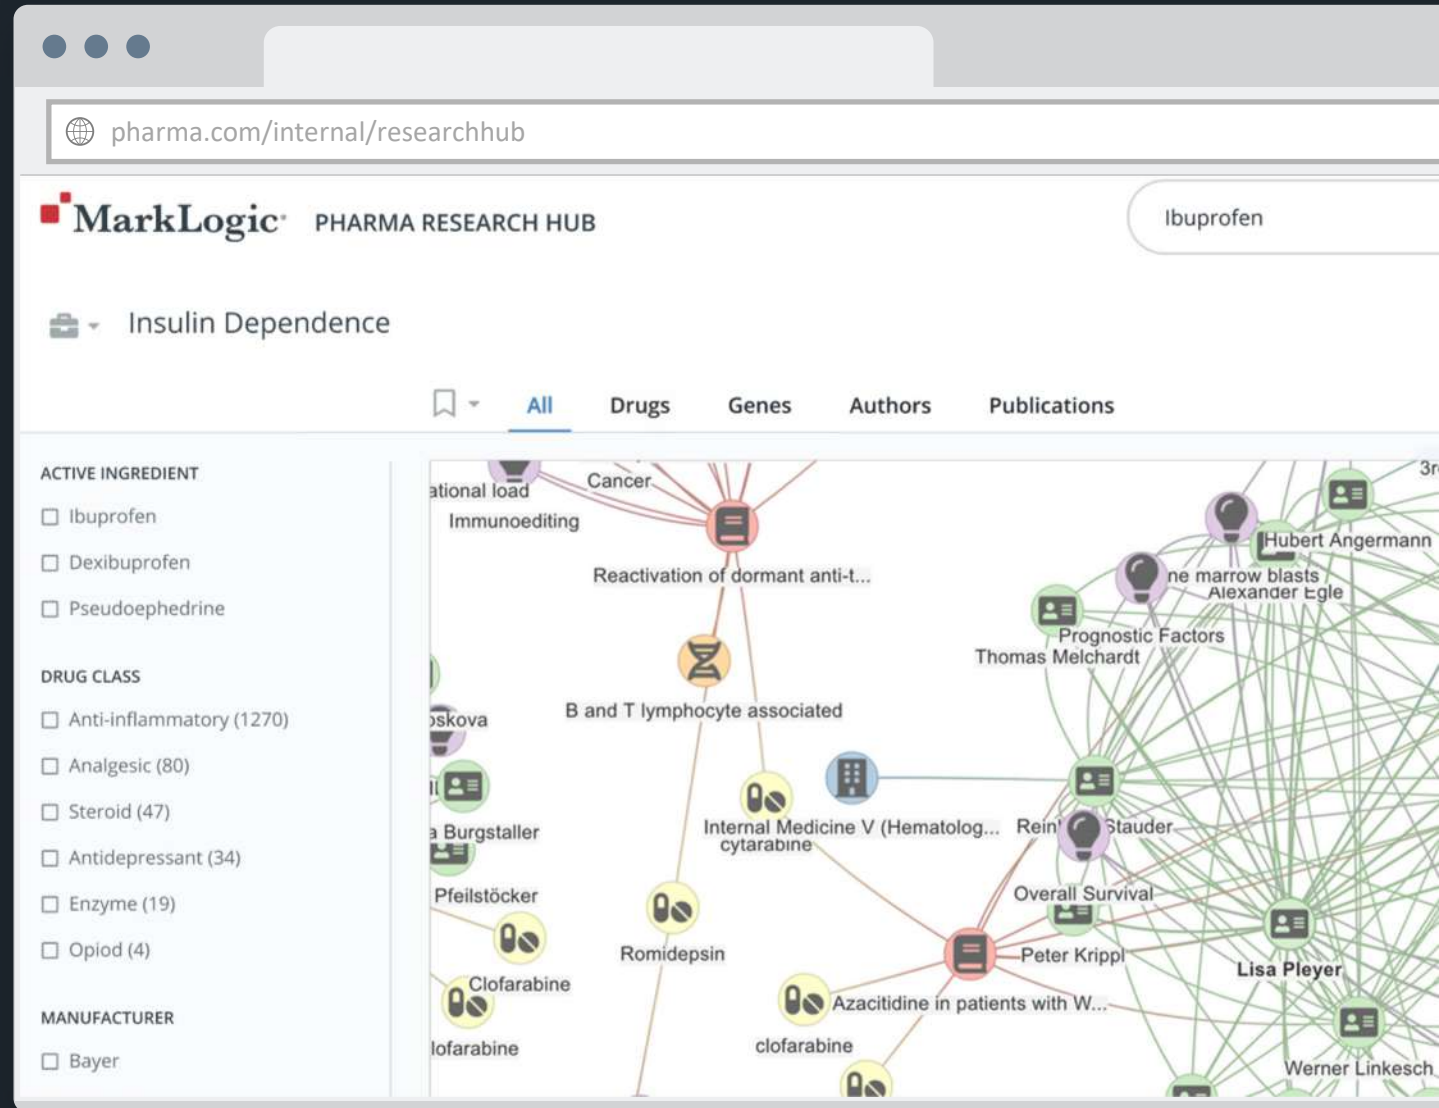 pharma.com/internal/researchhub
MarkLogic® PHARMA RESEARCH HUB
Ibuprofen
Insulin Dependence
All Drugs Genes Authors Publications
ACTIVE INGREDIENT
Ibuprofen
Dexibuprofen
Pseudoephedrine
DRUG CLASS
Anti-inflammatory (1270)
Analgesic (80)
Steroid (47)
Antidepressant (34)
Enzyme (19)
Opiod (4)
MANUFACTURER
Bayer
ational load
Cancer
Immunoediting
Reactivation of dormant anti-t...
B and T lymphocyte associated
oskova
a Burgstaller
Pfeilstöcker
Clofarabine
lofarabine
Internal Medicine V (Hematolog...
cytarabine
Romidepsin
clofarabine
Azacitidine in patients with W...
3r
Hubert Angermann
ne marrow blasts
Alexander Egle
Prognostic Factors
Thomas Melchardt
Rein Stauder
Overall Survival
Peter Krippl
Lisa Pleyer
Werner Linkesch